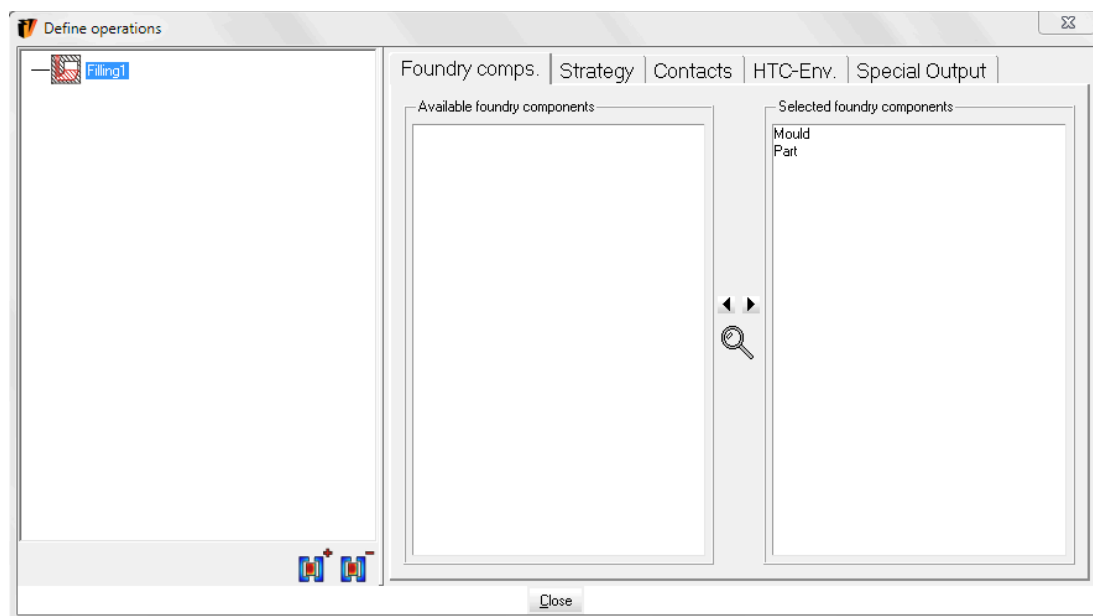 Define operations
Filling1
Foundry comps. Strategy Contacts HTC-Env. Special Output
Available foundry components
Selected foundry components
Mould
Part
Close